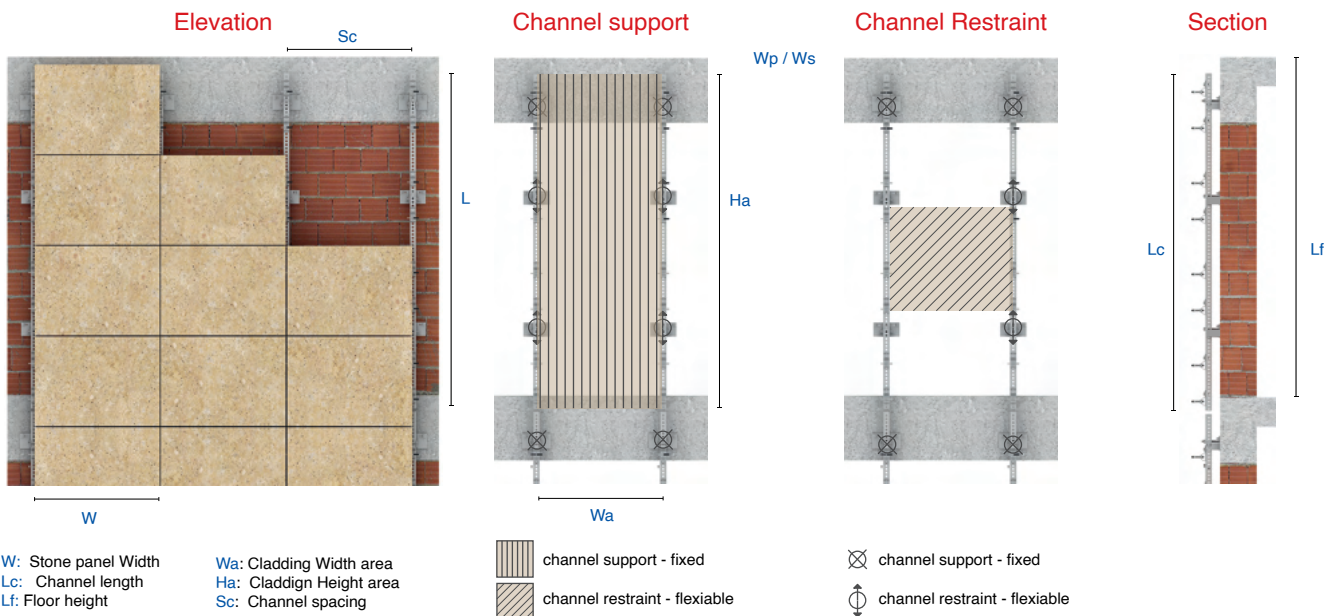 Elevation
Channel support
Channel Restraint
Section
Sc
Wp / Ws
L
Ha
Lc
Lf
W
Wa
W: Stone panel Width
Lc: Channel length
Lf: Floor height
Wa: Cladding Width area
Ha: Claddign Height area
Sc: Channel spacing
channel support - fixed
channel restraint - flexiable
channel support - fixed
channel restraint - flexiable